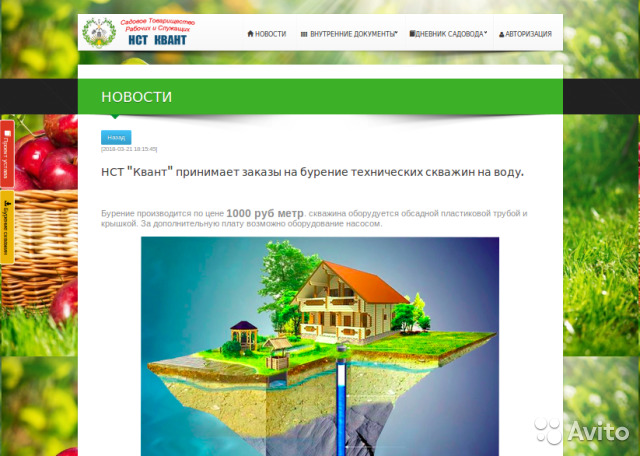 Садовое Товарищество
Рабочих и Служащих
НСТ КВАНТ
НОВОСТИ
ВНУТРЕННИЕ ДОКУМЕНТЫ
ДНЕВНИК САДОВОДА
АВТОРИЗАЦИЯ
НОВОСТИ
Назад
[2016-03-21 18:15:45]
НСТ "Квант" принимает заказы на бурение технических скважин на воду.
Бурение производится по цене 1000 руб метр. скважина оборудуется обсадной пластиковой трубой и
крышкой. За дополнительную плату возможно оборудование насосом.
Проект устава
Бурение скважин
Avito